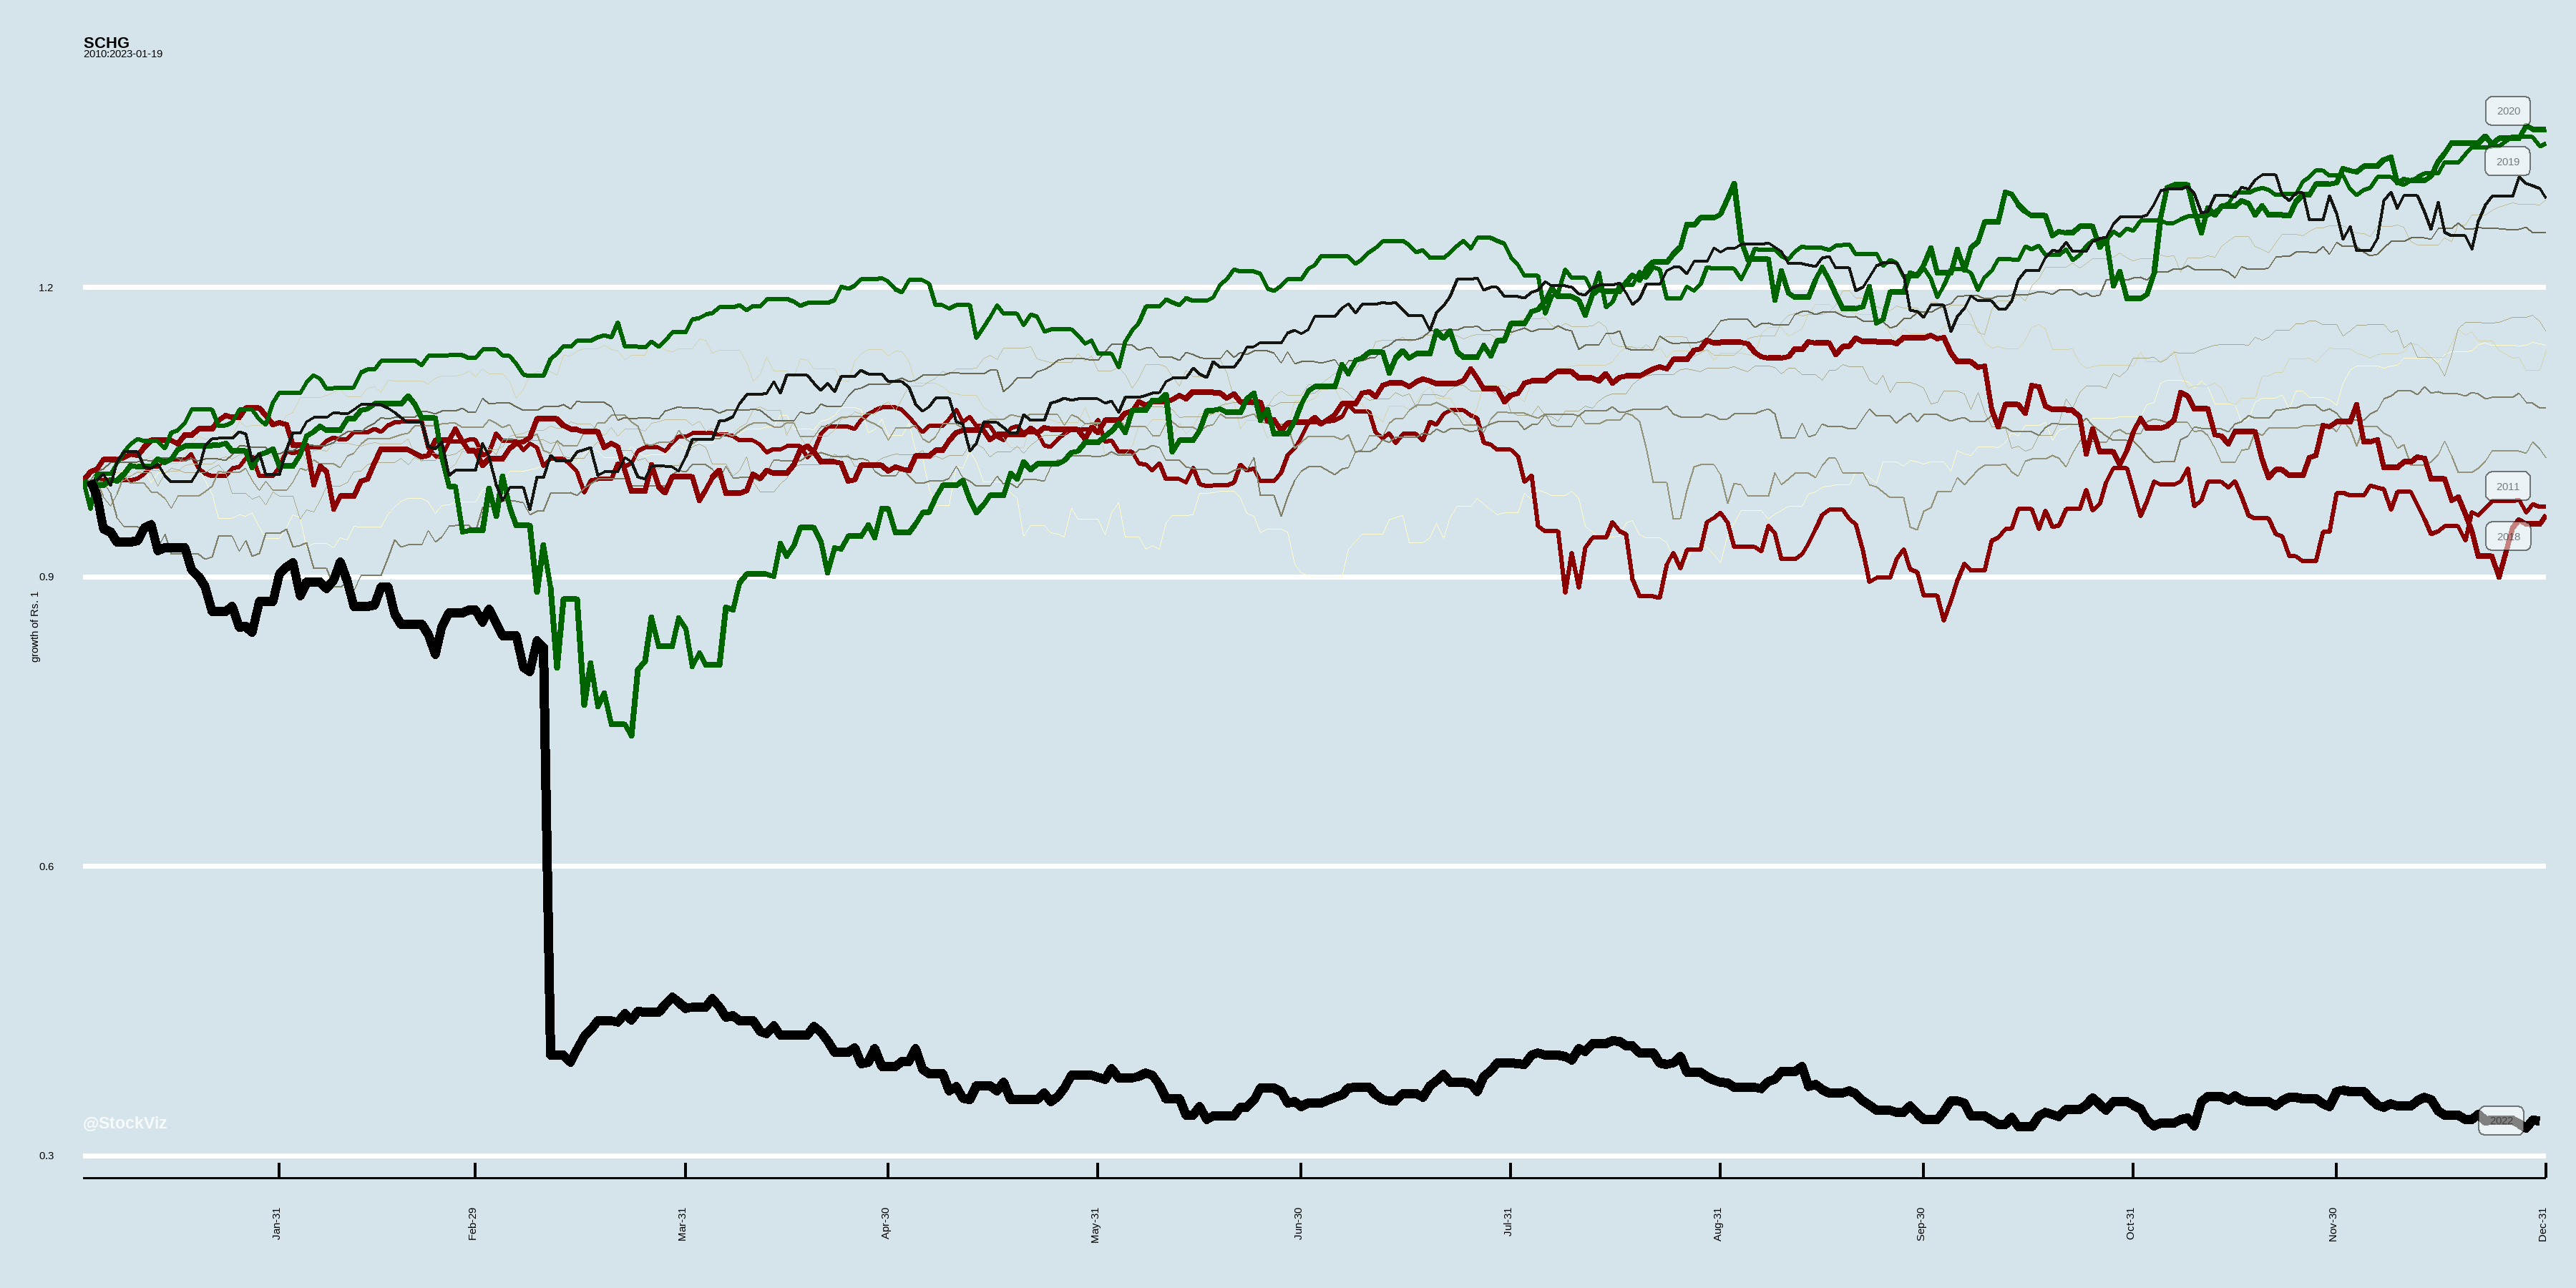 SCHG
2010:2023-01-19
2020
2019
1.2
2011
2018
0.9
growth of Rs. 1
0.6
@StockViz
2022
0.3
Jan-31
Feb-29
Mar-31
Apr-30
May-31
Jun-30
Jul-31
Aug-31
Sep-30
Oct-31
Nov-30
Dec-31